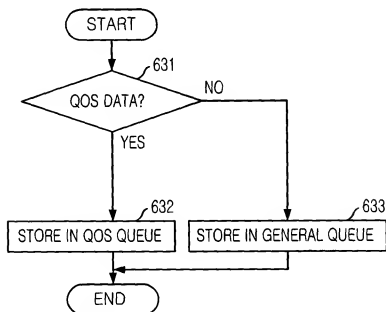 START
631
QOS DATA?
NO
YES
632
633
STORE IN QOS QUEUE
STORE IN GENERAL QUEUE
END